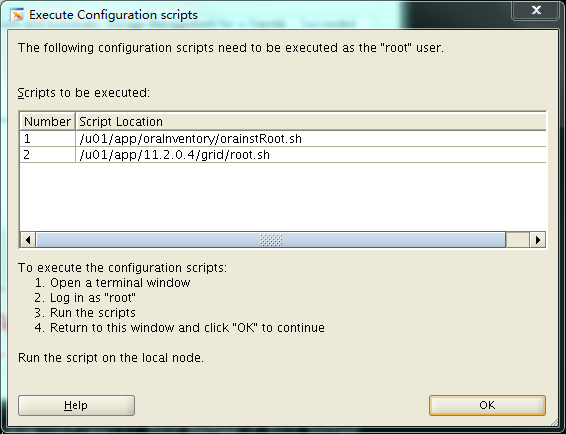 Execute Configuration scripts
The following configuration scripts need to be executed as the "root" user.
Scripts to be executed:
Number Script Location
1 /u01/app/oraInventory/orainstRoot.sh
2 /u01/app/11.2.0.4/grid/root.sh
To execute the configuration scripts:
1. Open a terminal window
2. Log in as "root"
3. Run the scripts
4. Return to this window and click "OK" to continue
Run the script on the local node.
Help OK